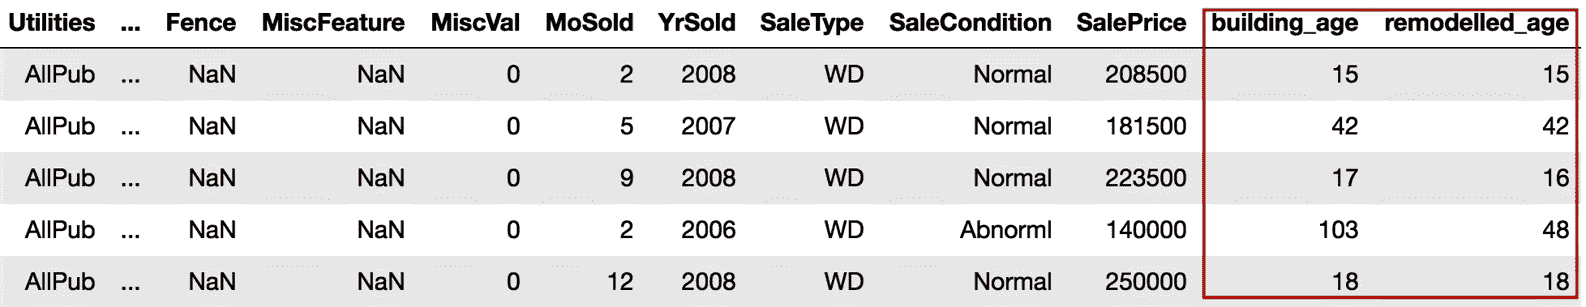 Utilities ... Fence MiscFeature MiscVal MoSold YrSold SaleType SaleCondition SalePrice building_age remodelled_age
AllPub ... NaN NaN 0 2 2008 WD Normal 208500 15 15
AllPub ... NaN NaN 0 5 2007 WD Normal 181500 42 42
AllPub ... NaN NaN 0 9 2008 WD Normal 223500 17 16
AllPub ... NaN NaN 0 2 2006 WD Abnorml 140000 103 48
AllPub ... NaN NaN 0 12 2008 WD Normal 250000 18 18